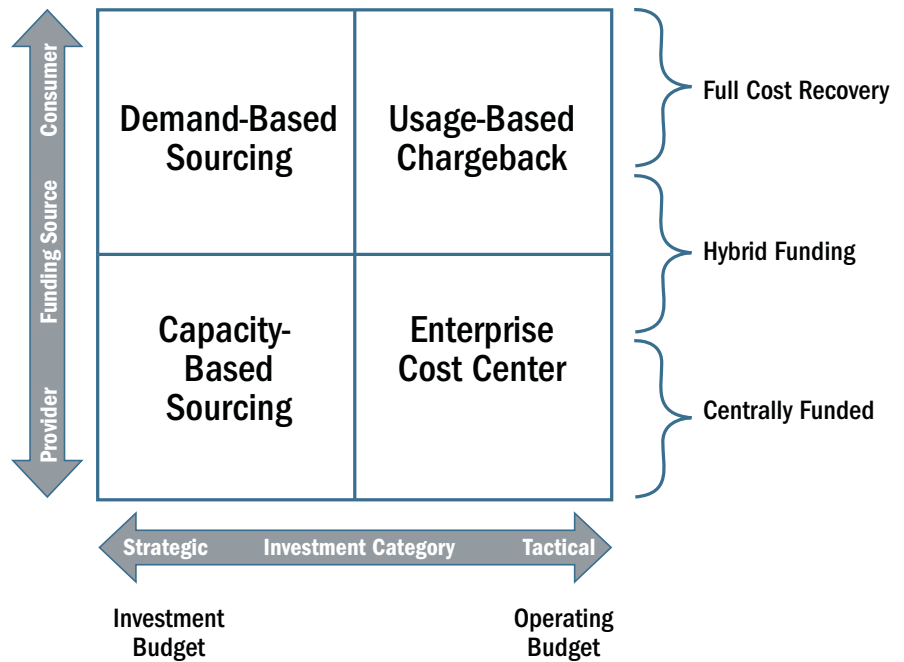 Consumer
Funding Source
Provider
Demand-Based
Sourcing
Usage-Based
Chargeback
Capacity-
Based
Sourcing
Enterprise
Cost Center
Full Cost Recovery
Hybrid Funding
Centrally Funded
Strategic
Investment Category
Tactical
Investment
Budget
Operating
Budget